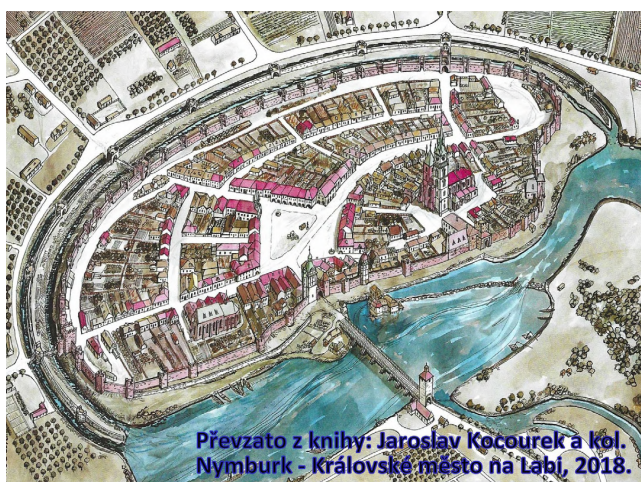 Převzato z knihy: Jaroslav Kocourek a kol.
Nymburk - Královské město na Labi, 2018.